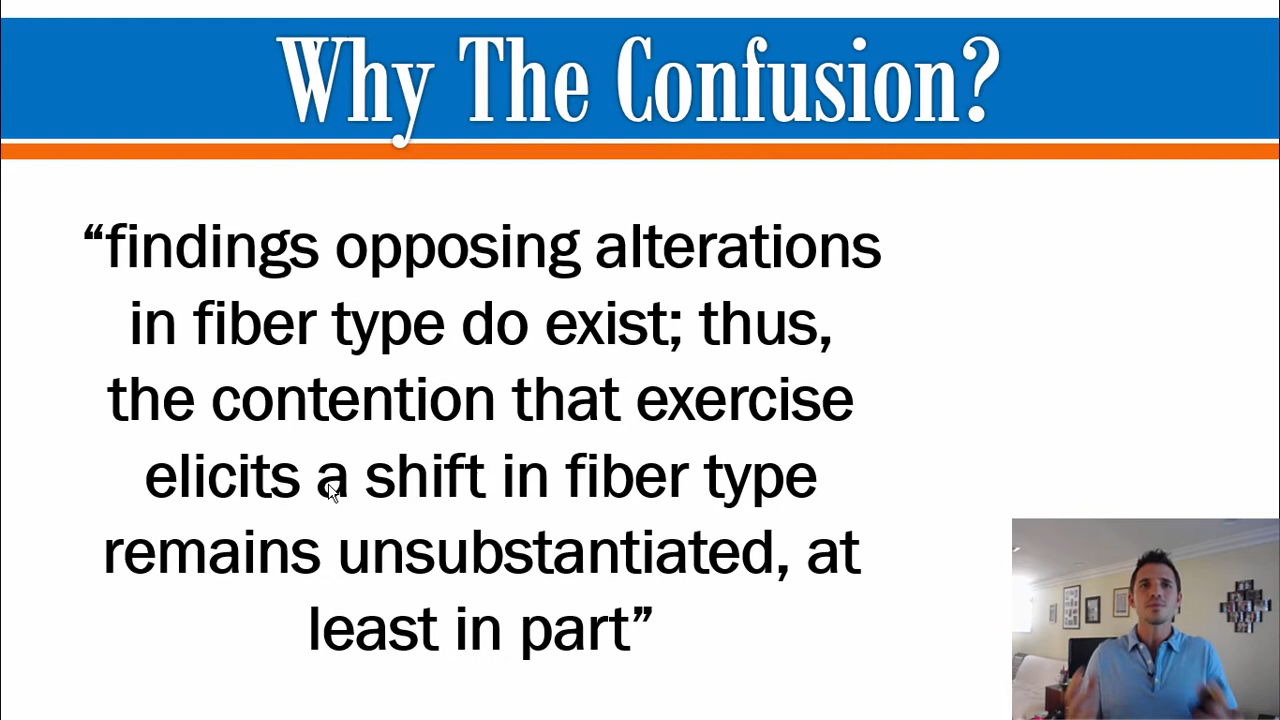 Why The Confusion?
“findings opposing alterations
in fiber type do exist; thus,
the contention that exercise
elicits a shift in fiber type
remains unsubstantiated, at
least in part”